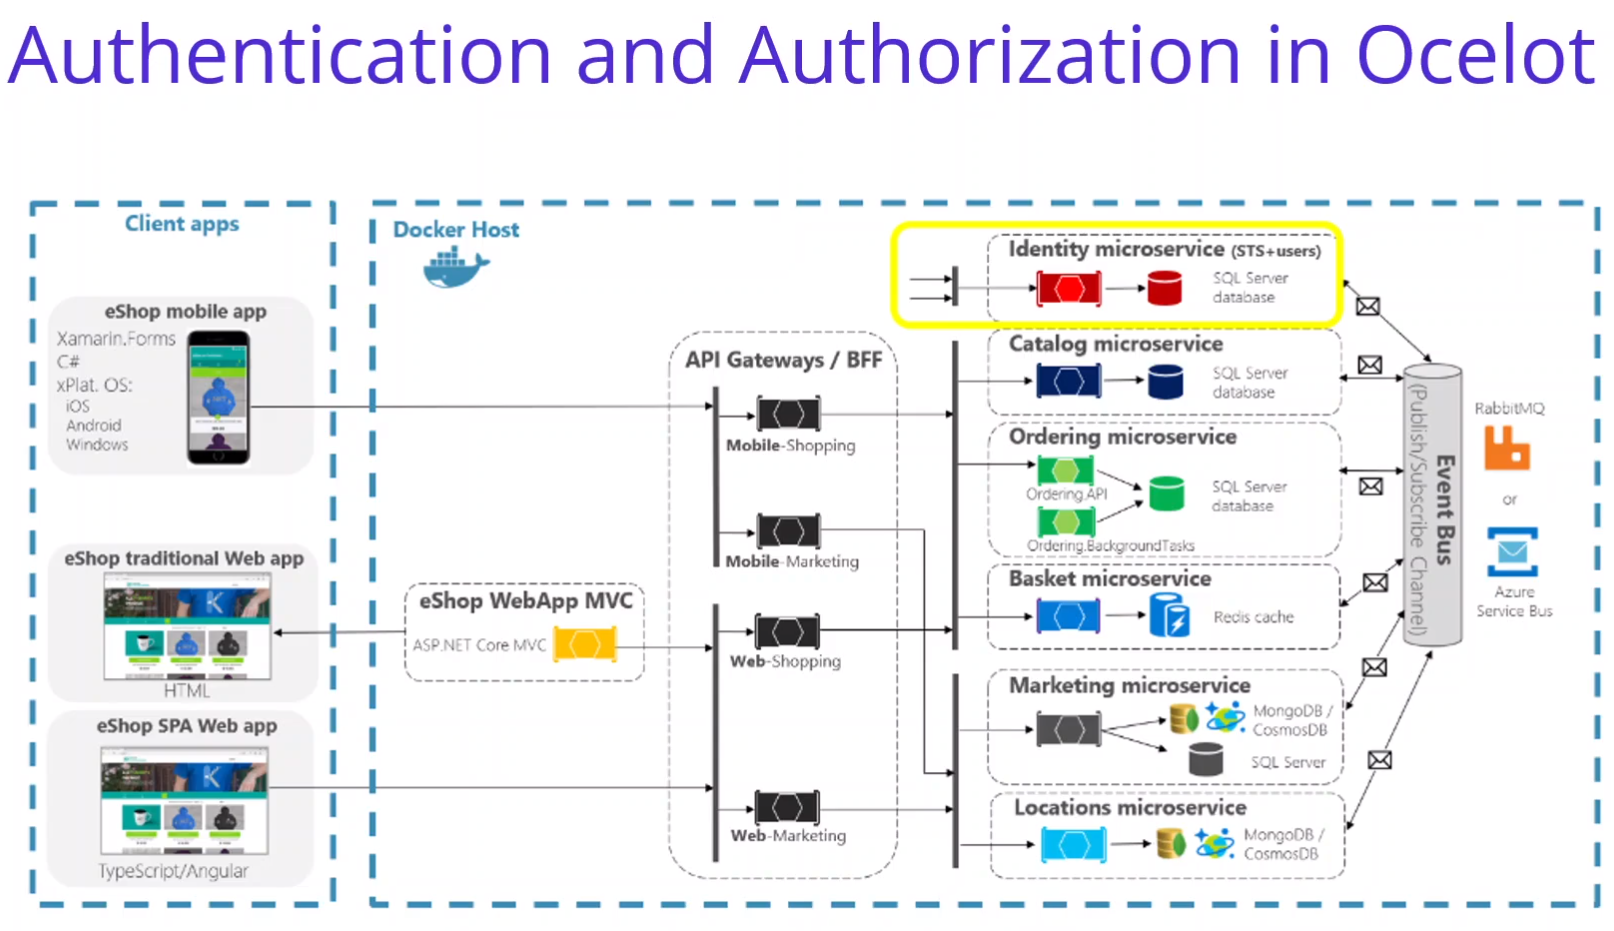 Authentication and Authorization in Ocelot
Client apps
eShop mobile app
Xamarin.Forms
C#
xPlat. OS:
iOS
Android
Windows
eShop traditional Web app
HTML
eShop SPA Web app
TypeScript/Angular
Docker Host
eShop WebApp MVC
ASP.NET Core MVC
API Gateways / BFF
Mobile-Shopping
Mobile-Marketing
Web-Shopping
Web-Marketing
Identity microservice (STS+users)
SQL Server
database
Catalog microservice
SQL Server
database
Ordering microservice
Ordering.API
SQL Server
database
Ordering.BackgroundTasks
Basket microservice
Redis cache
Marketing microservice
MongoDB /
CosmosDB
SQL Server
Locations microservice
MongoDB /
CosmosDB
Event Bus
(Publish/Subscribe Channel)
RabbitMQ
or
Azure
Service Bus